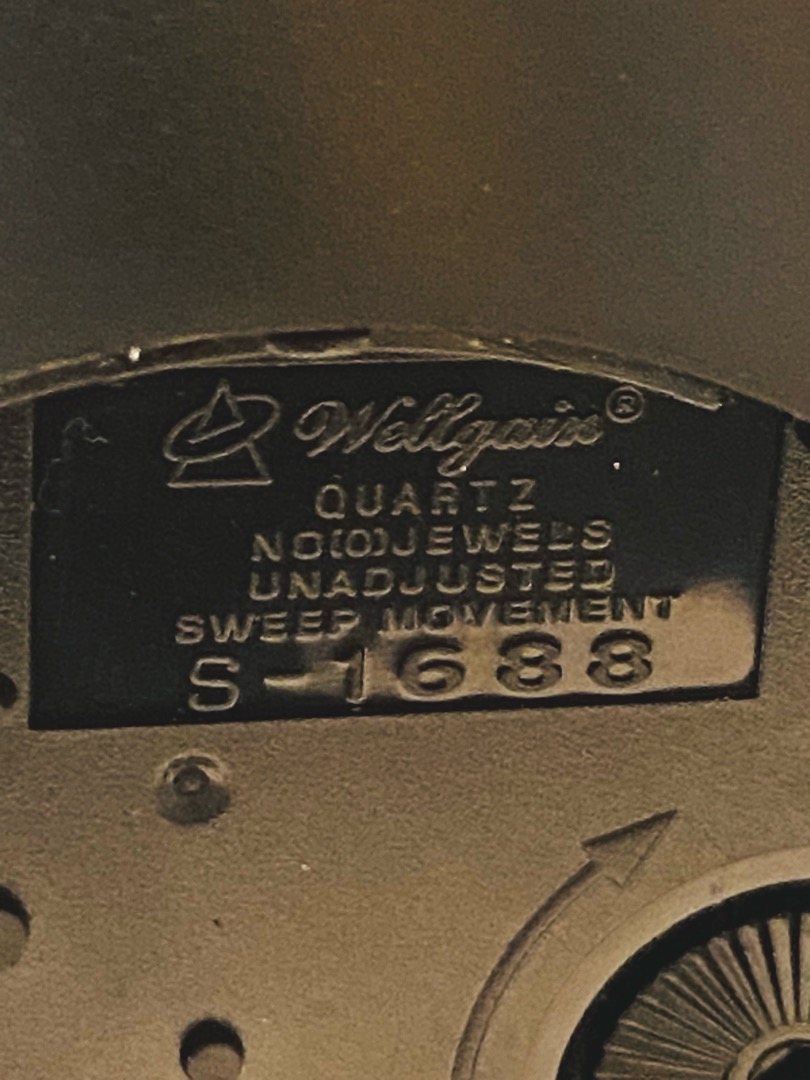 Wellgain®
QUARTZ
NO(0)JEWELS
UNADJUSTED
SWEEP MOVEMENT
S-1688